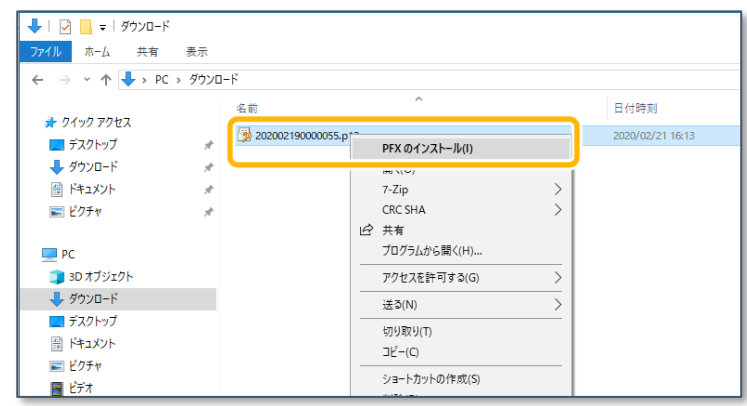 ダウンロード
ファイル ホーム 共有 表示
PC › ダウンロード
名前 日付時刻
クイック アクセス
デスクトップ
ダウンロード
ドキュメント
ピクチャ
PC
3D オブジェクト
ダウンロード
デスクトップ
ドキュメント
ピクチャ
ビデオ
202002190000055.p12 2020/02/21 16:13
PFX のインストール(I)
開く(O)
7-Zip
CRC SHA
共有
プログラムから開く(H)...
アクセスを許可する(G)
送る(N)
切り取り(T)
コピー(C)
ショートカットの作成(S)